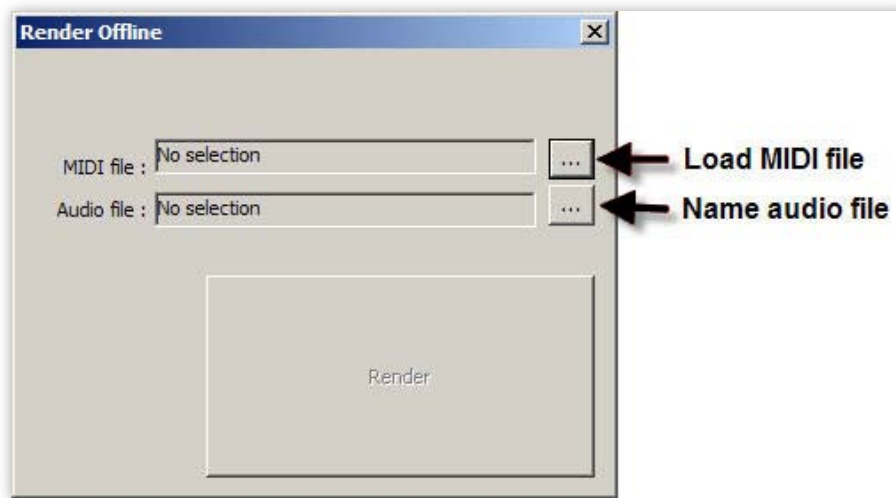 Render Offline
MIDI file : No selection ... Load MIDI file
Audio file : No selection ... Name audio file
Render